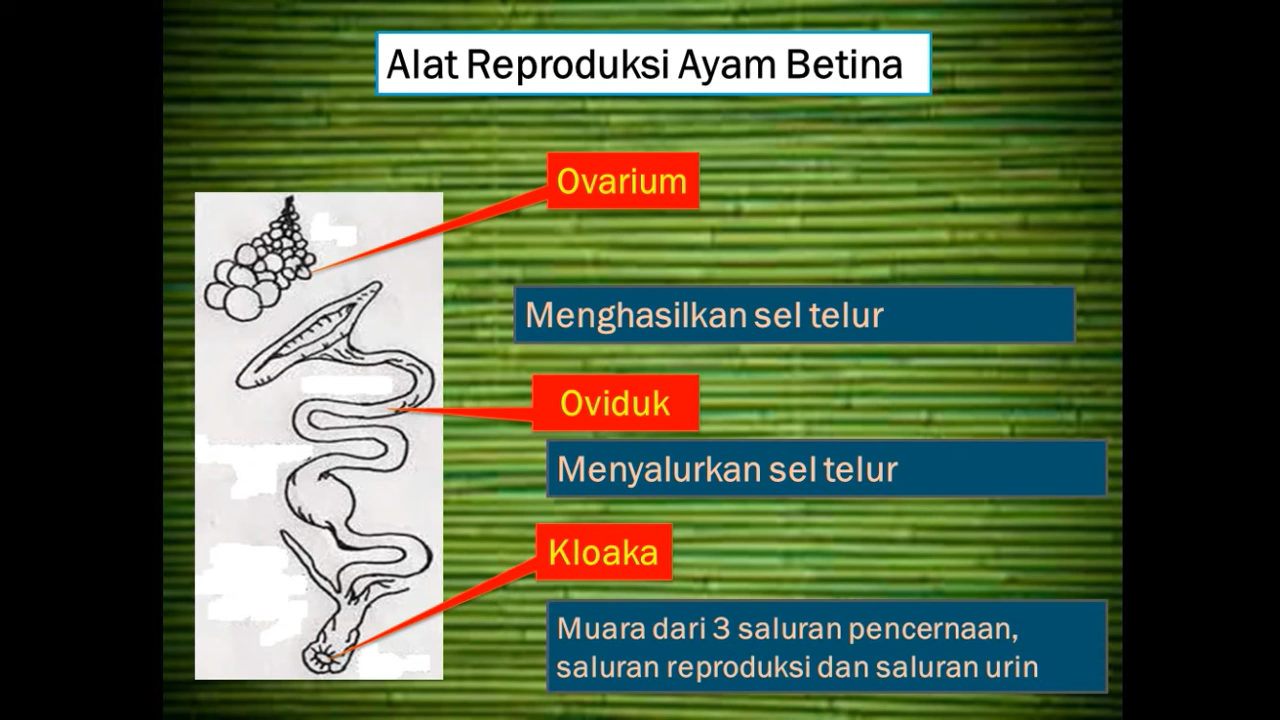 Alat Reproduksi Ayam Betina
Ovarium
Menghasilkan sel telur
Oviduk
Menyalurkan sel telur
Kloaka
Muara dari 3 saluran pencernaan,
saluran reproduksi dan saluran urin